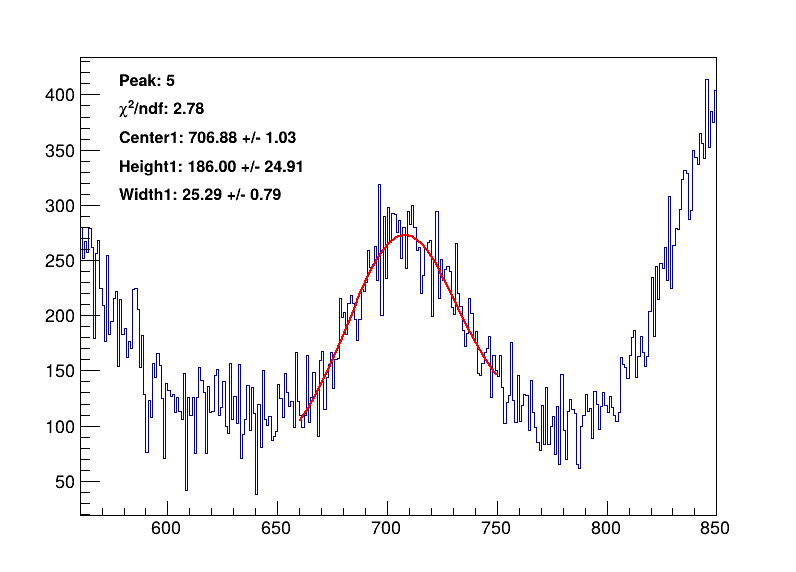 Peak: 5
χ²/ndf: 2.78
Center1: 706.88 +/- 1.03
Height1: 186.00 +/- 24.91
Width1: 25.29 +/- 0.79
400
350
300
250
200
150
100
50
600 650 700 750 800 850